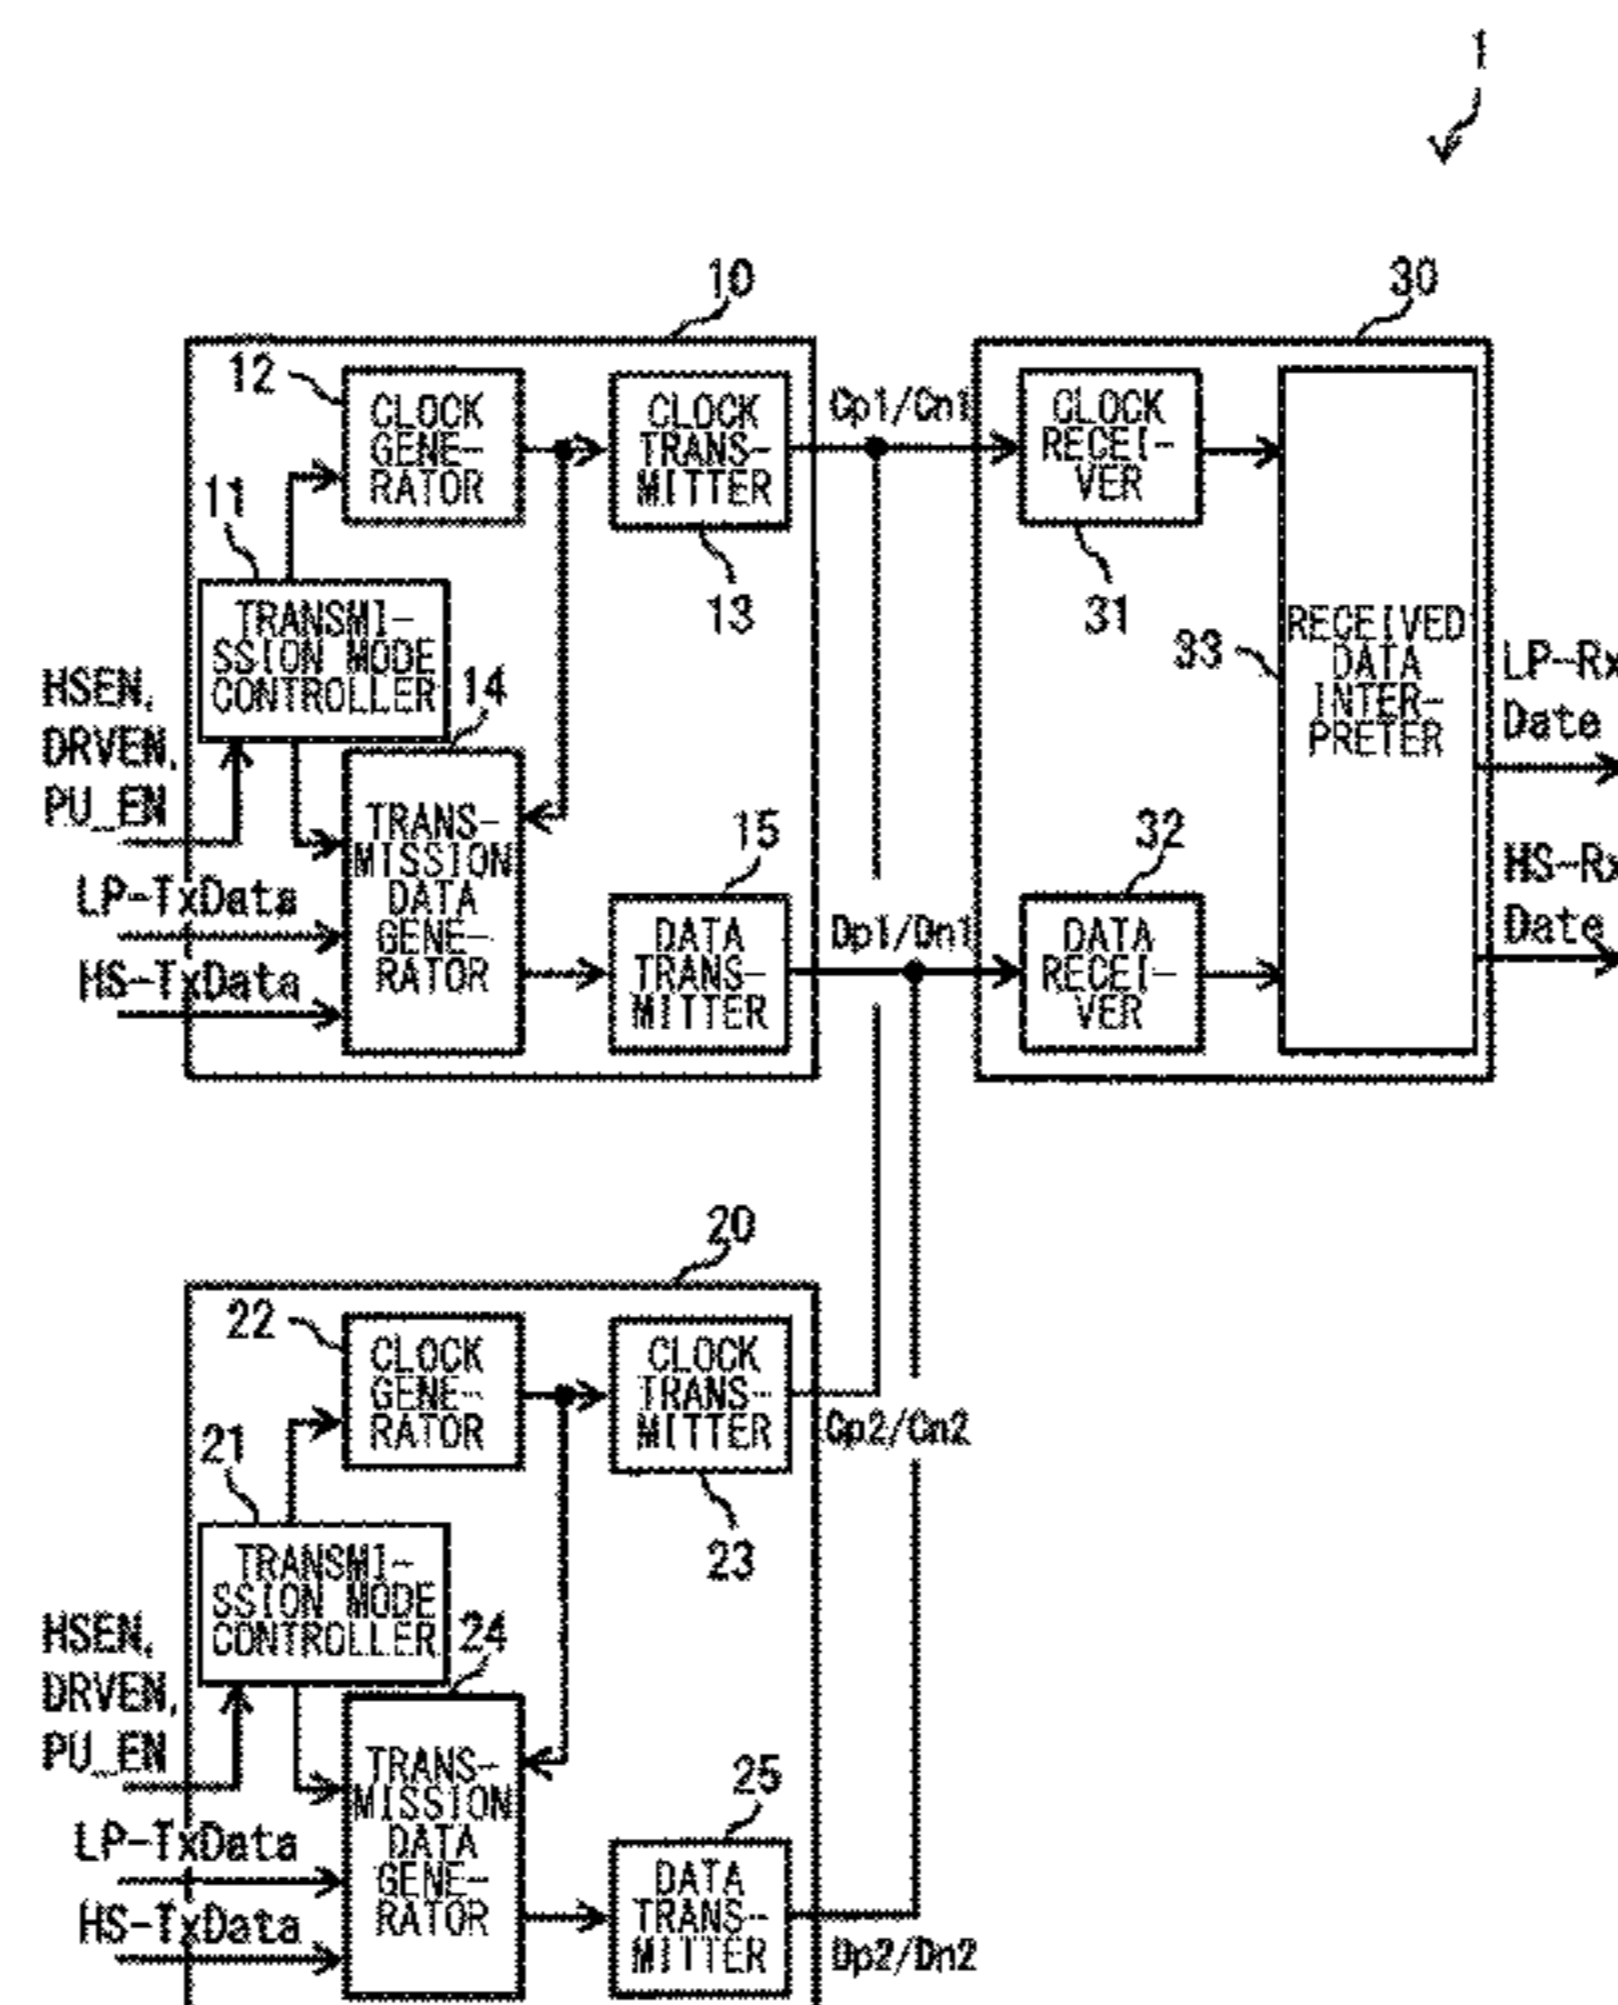 1
10
30
12
CLOCK
GENE-
RATOR
CLOCK
TRANS-
MITTER
Cp1/Cn1
CLOCK
RECEI-
VER
11
13
31
TRANSMI-
SSION MODE
CONTROLLER
14
33
RECEIVED
DATA
INTER-
PRETER
LP-Rx
Date
HSEN,
DRVEN,
PU_EN
TRANS-
MISSION
DATA
GENE-
RATOR
15
32
HS-Rx
Date
LP-TxData
HS-TxData
DATA
TRANS-
MITTER
Dp1/Dn1
DATA
RECEI-
VER
20
22
CLOCK
GENE-
RATOR
CLOCK
TRANS-
MITTER
Cp2/Cn2
21
23
TRANSMI-
SSION MODE
CONTROLLER
24
HSEN,
DRVEN,
PU_EN
TRANS-
MISSION
DATA
GENE-
RATOR
25
LP-TxData
HS-TxData
DATA
TRANS-
MITTER
Dp2/Dn2